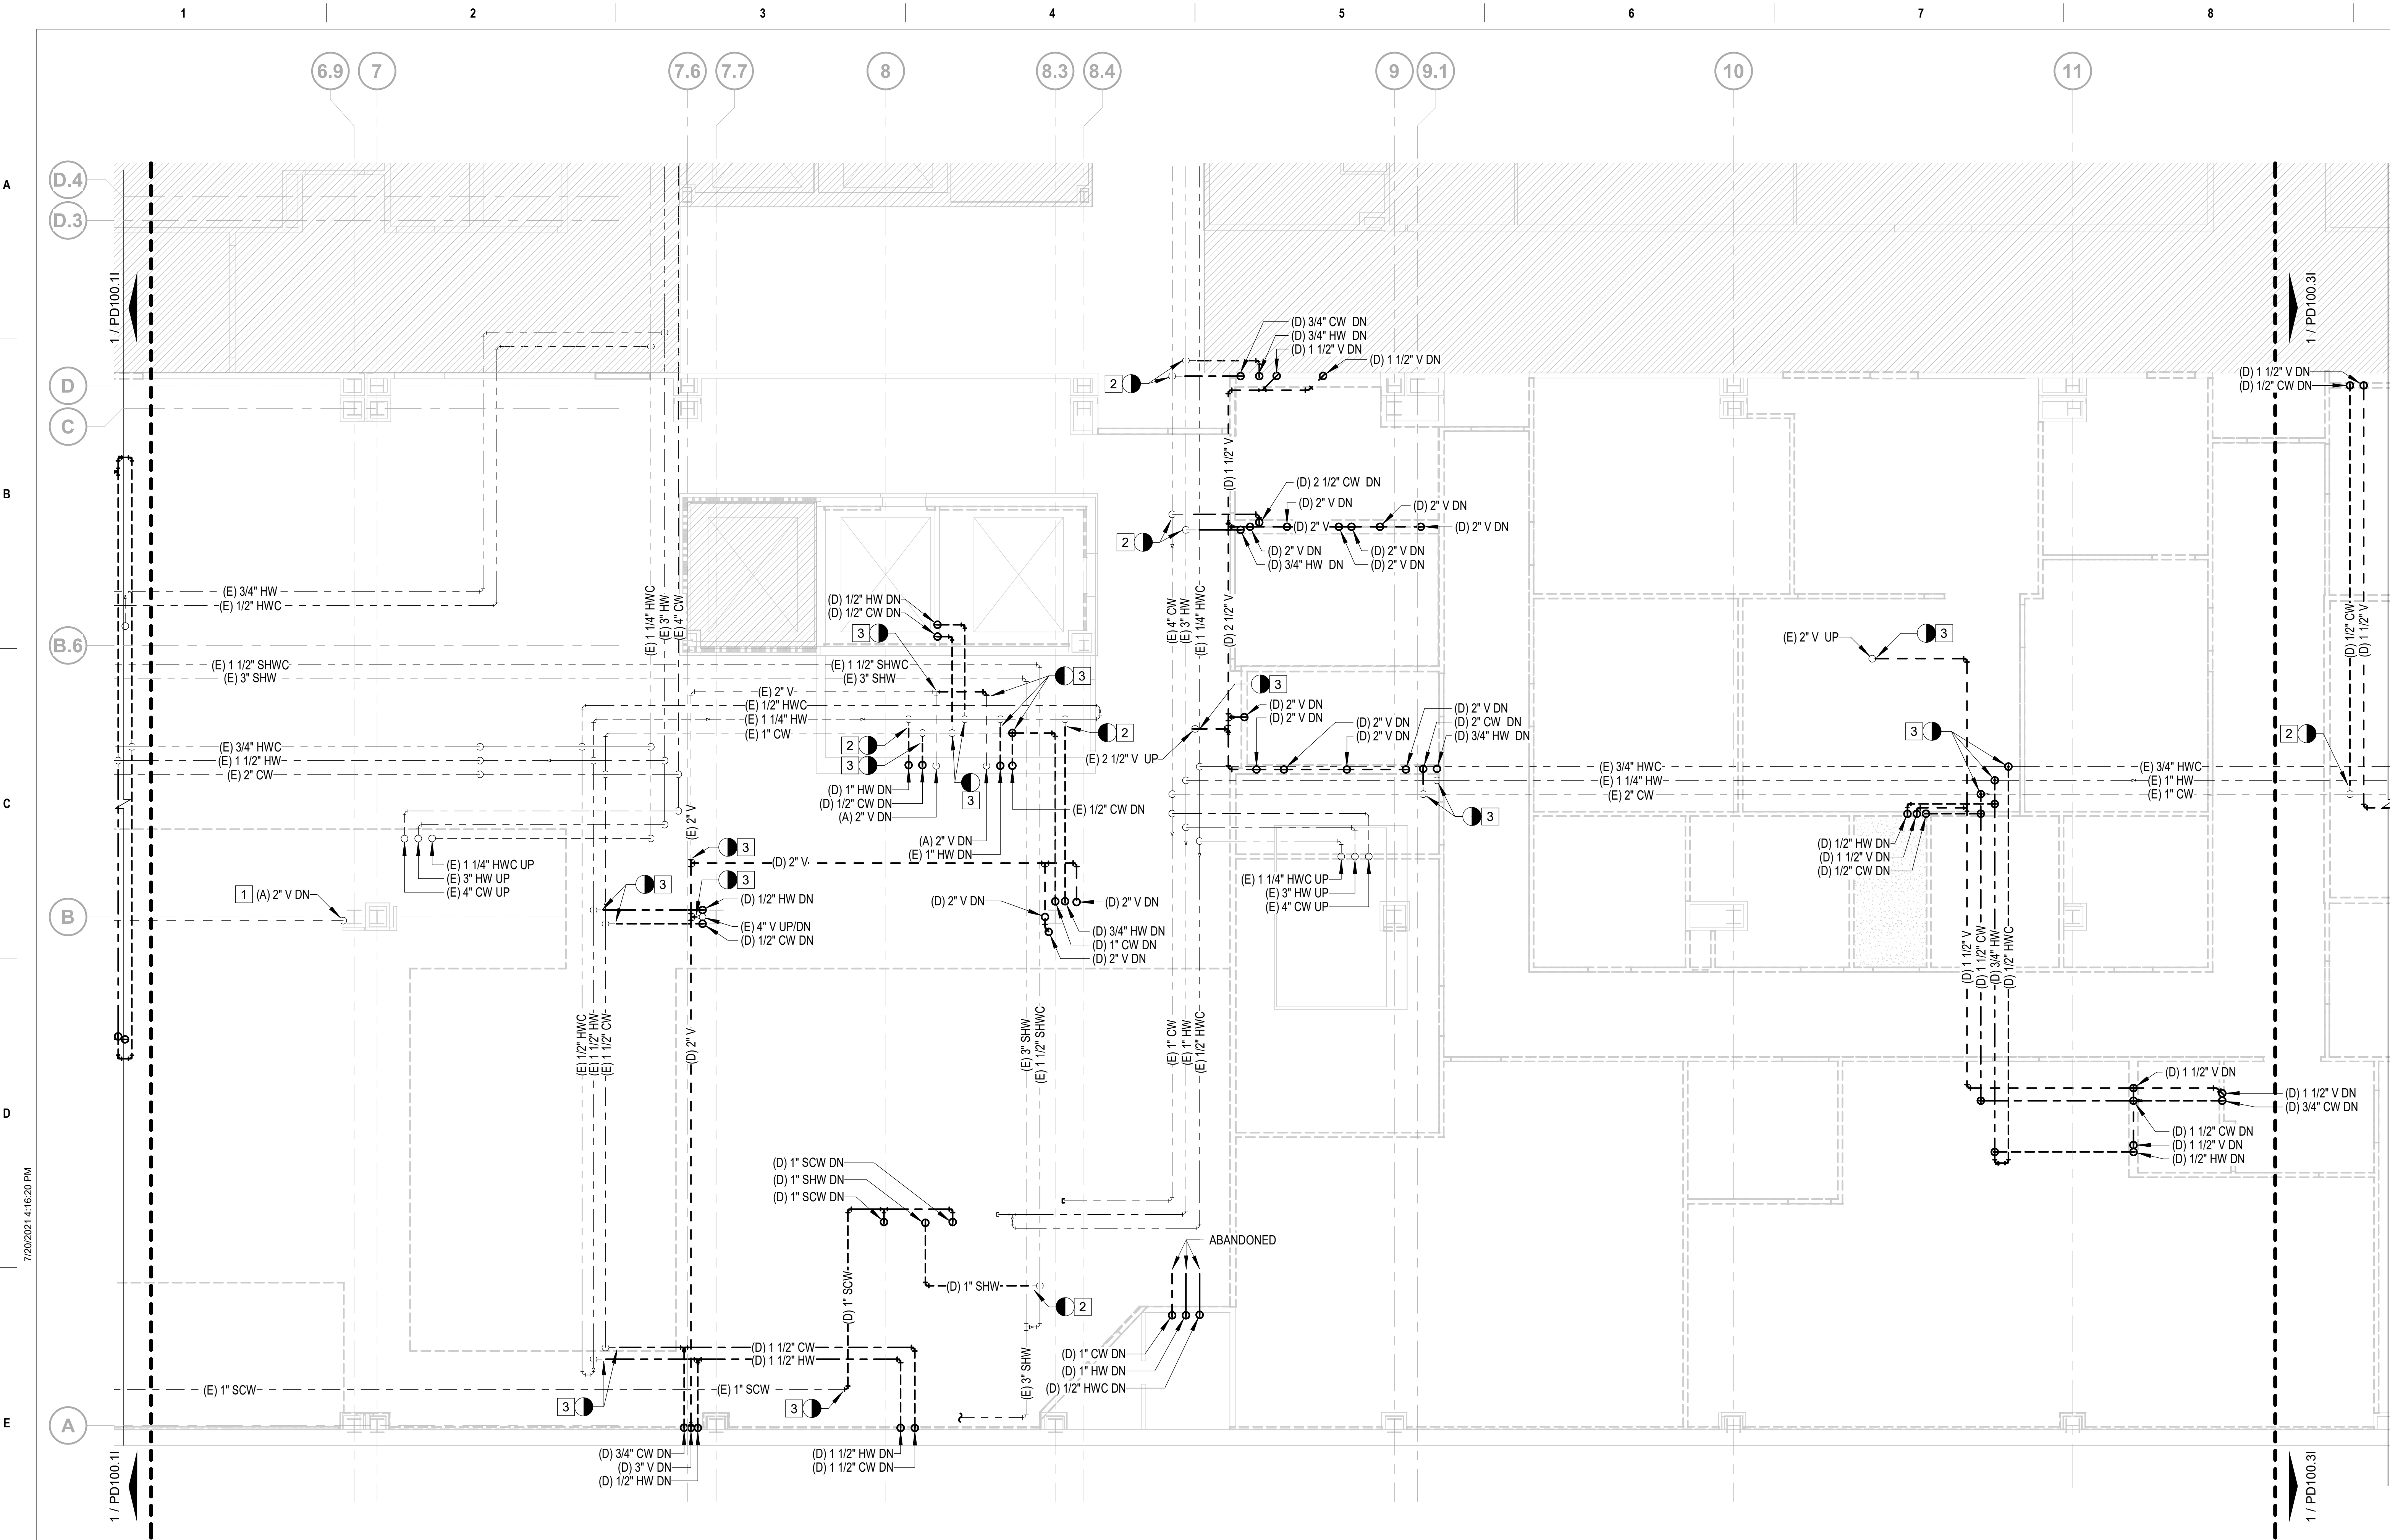 1 2 3 4 5 6 7 8
6.9 7 7.6 7.7 8 8.3 8.4 9 9.1 10 11
A
D.4
D.3
1 / PD100.1I
1 / PD100.3I
(D) 3/4" CW DN
(D) 3/4" HW DN
(D) 1 1/2" V DN
(D) 1 1/2" V DN
2
D
(D) 1 1/2" V DN
(D) 1/2" CW DN
C
(D) 1 1/2" V
B
(D) 2 1/2" CW DN
(D) 2" V DN
(D) 2" V DN
(D) 2" V
(D) 2" V DN
2
(D) 2" V DN
(D) 2" V DN
(D) 3/4" HW DN
(D) 2" V DN
(E) 3/4" HW
(E) 1/2" HWC
(E) 1 1/4" HWC
(E) 3" HW
(E) 4" CW
(D) 1/2" HW DN
(D) 1/2" CW DN
3
(E) 4" CW
(E) 3" HW
(E) 1 1/4" HWC
(D) 2 1/2" V
(E) 2" V UP
3
(D) 1/2" CW
(D) 1 1/2" V
B.6
(E) 1 1/2" SHWC
(E) 3" SHW
(E) 1 1/2" SHWC
(E) 3" SHW
3
3
(E) 2" V
(E) 1/2" HWC
(E) 1 1/4" HW
(E) 1" CW
(D) 2" V DN
(D) 2" V DN
(D) 2" V DN
(D) 2" V DN
(D) 2" V DN
(D) 2" CW DN
(D) 3/4" HW DN
2
2
3
3
2
(E) 2 1/2" V UP
(E) 3/4" HWC
(E) 1 1/2" HW
(E) 2" CW
3
(E) 3/4" HWC
(E) 1 1/4" HW
(E) 2" CW
(E) 3/4" HWC
(E) 1" HW
(E) 1" CW
C
(D) 1" HW DN
(D) 1/2" CW DN
(A) 2" V DN
(E) 1/2" CW DN
3
(E) 2" V
(A) 2" V DN
(E) 1" HW DN
(D) 1/2" HW DN
(D) 1 1/2" V DN
(D) 1/2" CW DN
3
(D) 2" V
(E) 1 1/4" HWC UP
(E) 3" HW UP
(E) 4" CW UP
3
3
(E) 1 1/4" HWC UP
(E) 3" HW UP
(E) 4" CW UP
1 (A) 2" V DN
(D) 1/2" HW DN
(E) 4" V UP/DN
(D) 1/2" CW DN
(D) 2" V DN
(D) 2" V DN
(D) 3/4" HW DN
(D) 1" CW DN
(D) 2" V DN
B
(D) 1 1/2" V
(D) 1 1/2" CW
(D) 3/4" HW
(D) 1/2" HWC
(E) 1/2" HWC
(E) 1 1/2" HW
(E) 1 1/2" CW
(D) 2" V
(E) 3" SHW
(E) 1 1/2" SHWC
(E) 1" CW
(E) 1" HW
(E) 1/2" HWC
D
(D) 1 1/2" V DN
(D) 1 1/2" V DN
(D) 3/4" CW DN
(D) 1 1/2" CW DN
(D) 1 1/2" V DN
(D) 1/2" HW DN
(D) 1" SCW DN
(D) 1" SHW DN
(D) 1" SCW DN
7/20/2021 4:16:20 PM
ABANDONED
(D) 1" SHW
(D) 1" SCW
2
(D) 1 1/2" CW
(D) 1 1/2" HW
(D) 1" CW DN
(D) 1" HW DN
(D) 1/2" HWC DN
(E) 3" SHW
(E) 1" SCW
(E) 1" SCW
3
3
E
A
(D) 3/4" CW DN
(D) 3" V DN
(D) 1/2" HW DN
(D) 1 1/2" HW DN
(D) 1 1/2" CW DN
1 / PD100.1I
1 / PD100.3I